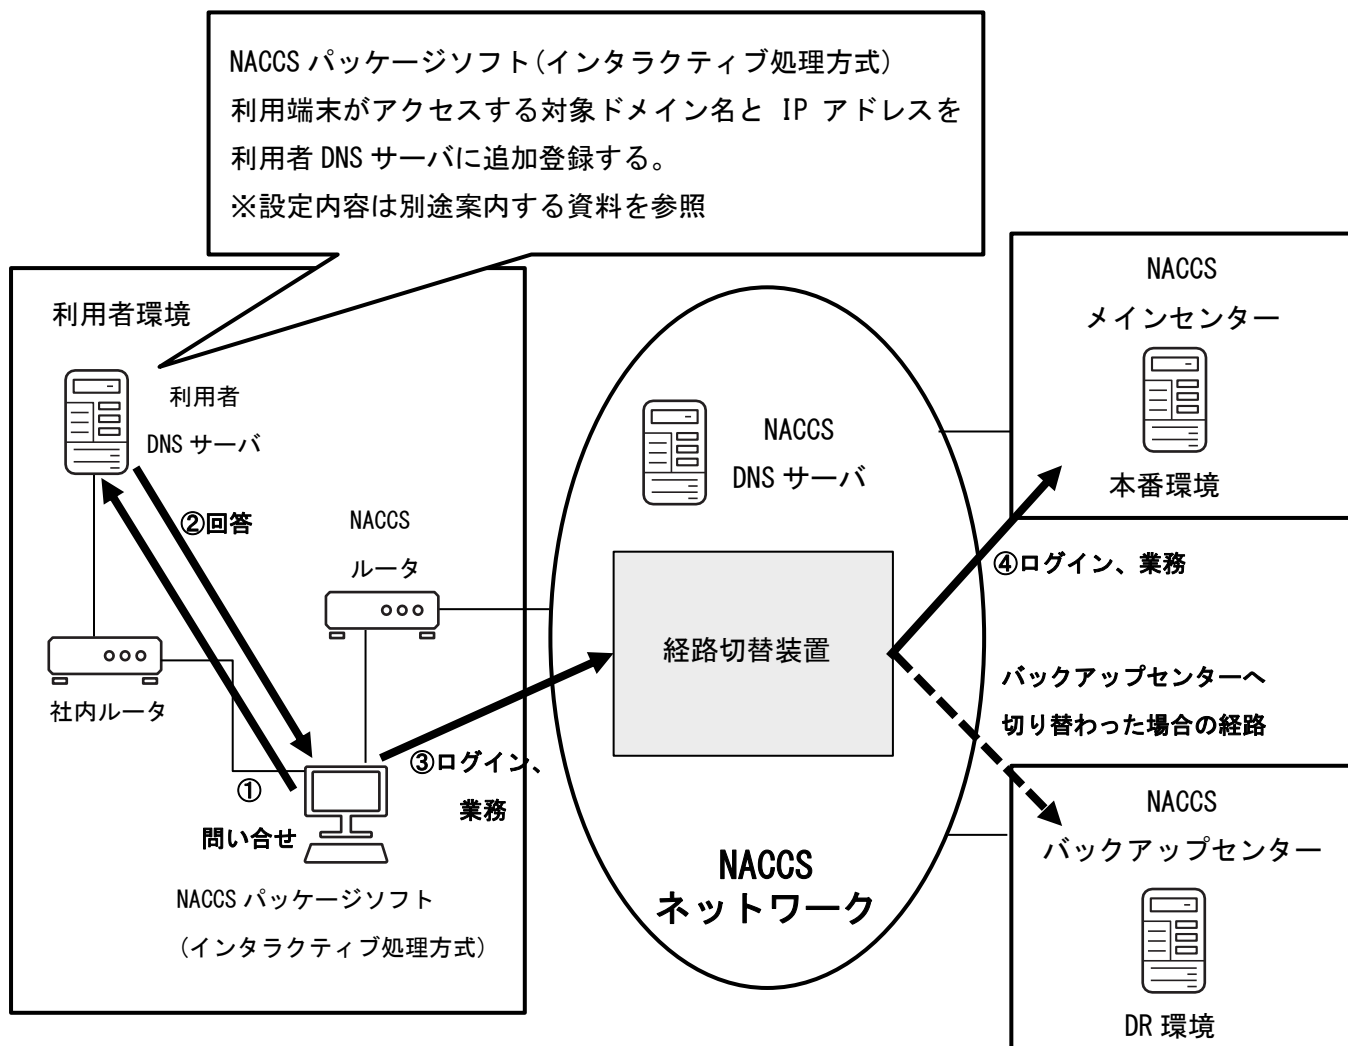 NACCS パッケージソフト(インタラクティブ処理方式)
利用端末がアクセスする対象ドメイン名と IP アドレスを
利用者 DNS サーバに追加登録する。
※設定内容は別途案内する資料を参照
利用者環境
利用者
DNS サーバ
②回答
NACCS
ルータ
社内ルータ
①
問い合せ
③ログイン、
業務
NACCS パッケージソフト
(インタラクティブ処理方式)
NACCS
DNS サーバ
経路切替装置
NACCS
ネットワーク
NACCS
メインセンター
本番環境
④ログイン、業務
バックアップセンターへ
切り替わった場合の経路
NACCS
バックアップセンター
DR 環境